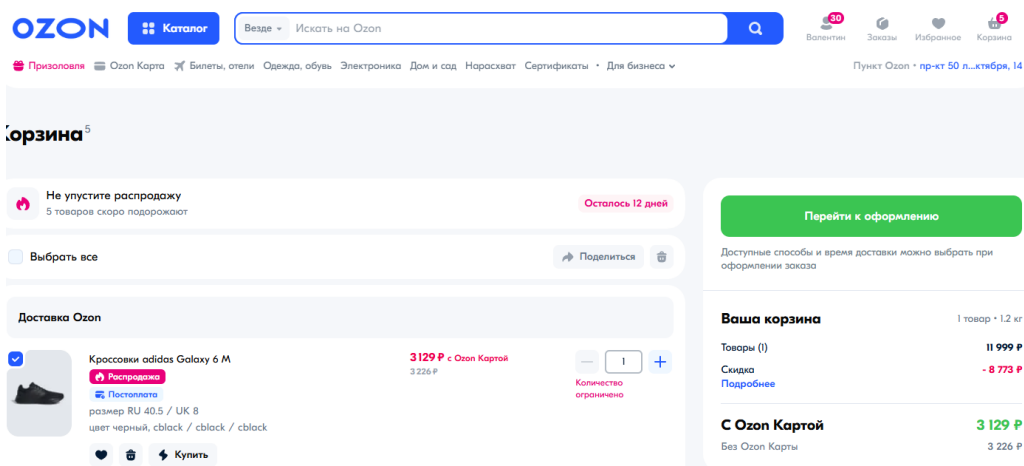 OZON
Каталог
Везде
Искать на Ozon
30
Валентин
Заказы
Избранное
5
Корзина
Призоловля
Ozon Карта
Билеты, отели
Одежда, обувь
Электроника
Дом и сад
Нарасхват
Сертификаты
• Для бизнеса
Пункт Ozon • пр-кт 50 л...ктября, 14
Корзина 5
Не упустите распродажу
5 товаров скоро подорожают
Осталось 12 дней
Выбрать все
Поделиться
Доставка Ozon
Кроссовки adidas Galaxy 6 M
Распродажа
Постоплата
размер RU 40.5 / UK 8
цвет черный, cblack / cblack / cblack
Купить
3 129 ₽ с Ozon Картой
3 226 ₽
— 1 +
Количество
ограничено
Перейти к оформлению
Доступные способы и время доставки можно выбрать при
оформлении заказа
Ваша корзина
1 товар • 1.2 кг
Товары (1)
11 999 ₽
Скидка
- 8 773 ₽
Подробнее
С Ozon Картой
3 129 ₽
Без Ozon Карты
3 226 ₽